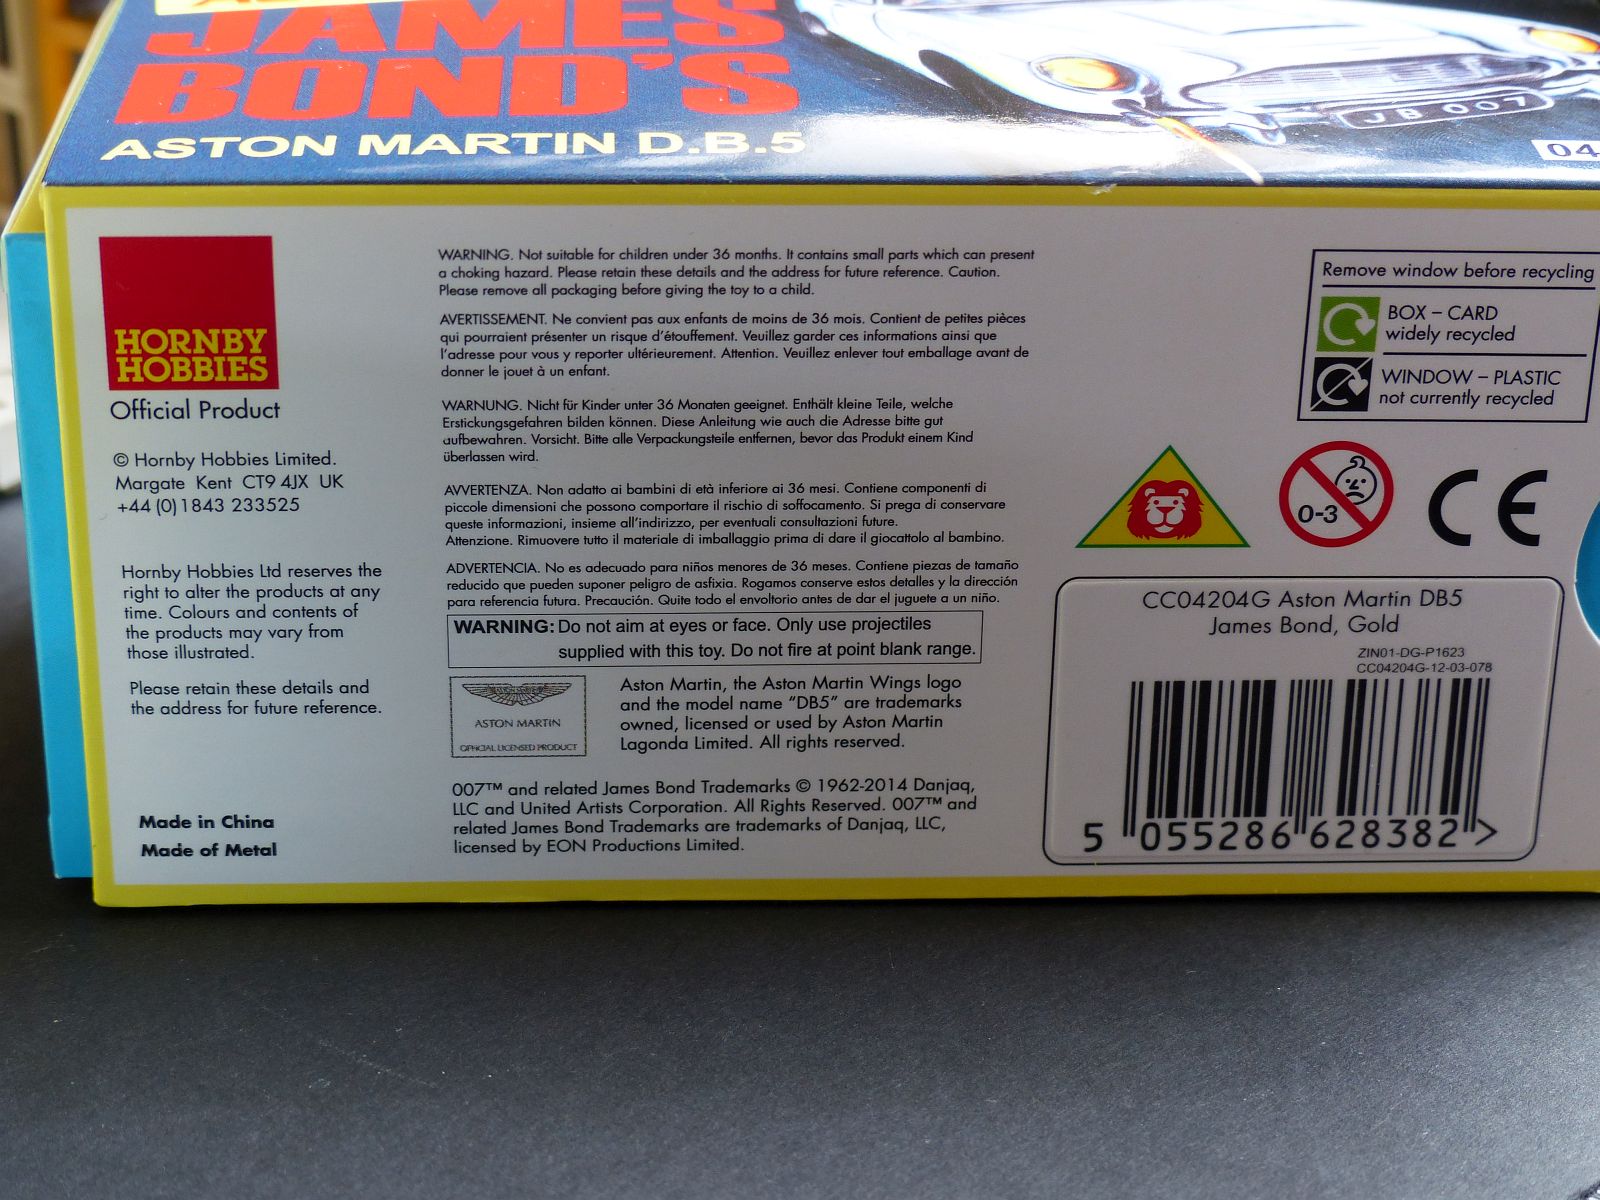 JAMES
BOND'S
ASTON MARTIN D.B.5
JB 007
04
HORNBY
HOBBIES
Official Product
© Hornby Hobbies Limited.
Margate Kent CT9 4JX UK
+44 (0) 1843 233525
Hornby Hobbies Ltd reserves the
right to alter the products at any
time. Colours and contents of
the products may vary from
those illustrated.
Please retain these details and
the address for future reference.
Made in China
Made of Metal
WARNING. Not suitable for children under 36 months. It contains small parts which can present
a choking hazard. Please retain these details and the address for future reference. Caution.
Please remove all packaging before giving the toy to a child.
AVERTISSEMENT. Ne convient pas aux enfants de moins de 36 mois. Contient de petites pièces
qui pourraient présenter un risque d'étouffement. Veuillez garder ces informations ainsi que
l'adresse pour vous y reporter ultérieurement. Attention. Veuillez enlever tout emballage avant de
donner le jouet à un enfant.
WARNUNG. Nicht für Kinder unter 36 Monaten geeignet. Enthält kleine Teile, welche
Erstickungsgefahren bilden können. Diese Anleitung wie auch die Adresse bitte gut
aufbewahren. Vorsicht. Bitte alle Verpackungsteile entfernen, bevor das Produkt einem Kind
überlassen wird.
AVVERTENZA. Non adatto ai bambini di età inferiore ai 36 mesi. Contiene componenti di
piccole dimensioni che possono comportare il rischio di soffocamento. Si prega di conservare
queste informazioni, insieme all'indirizzo, per eventuali consultazioni future.
Attenzione. Rimuovere tutto il materiale di imballaggio prima di dare il giocattolo al bambino.
ADVERTENCIA. No es adecuado para niños menores de 36 meses. Contiene piezas de tamaño
reducido que pueden suponer peligro de asfixia. Rogamos conserve estos detalles y la dirección
para referencia futura. Precaución. Quite todo el envoltorio antes de dar el juguete a un niño.
WARNING: Do not aim at eyes or face. Only use projectiles
supplied with this toy. Do not fire at point blank range.
ASTON MARTIN
OFFICIAL LICENSED PRODUCT
Aston Martin, the Aston Martin Wings logo
and the model name "DB5" are trademarks
owned, licensed or used by Aston Martin
Lagonda Limited. All rights reserved.
007™ and related James Bond Trademarks © 1962-2014 Danjaq,
LLC and United Artists Corporation. All Rights Reserved. 007™ and
related James Bond Trademarks are trademarks of Danjaq, LLC,
licensed by EON Productions Limited.
Remove window before recycling
BOX – CARD
widely recycled
WINDOW – PLASTIC
not currently recycled
0-3
CE
CC04204G Aston Martin DB5
James Bond, Gold
ZIN01-DG-P1623
CC04204G-12-03-078
5 055286 628382 >